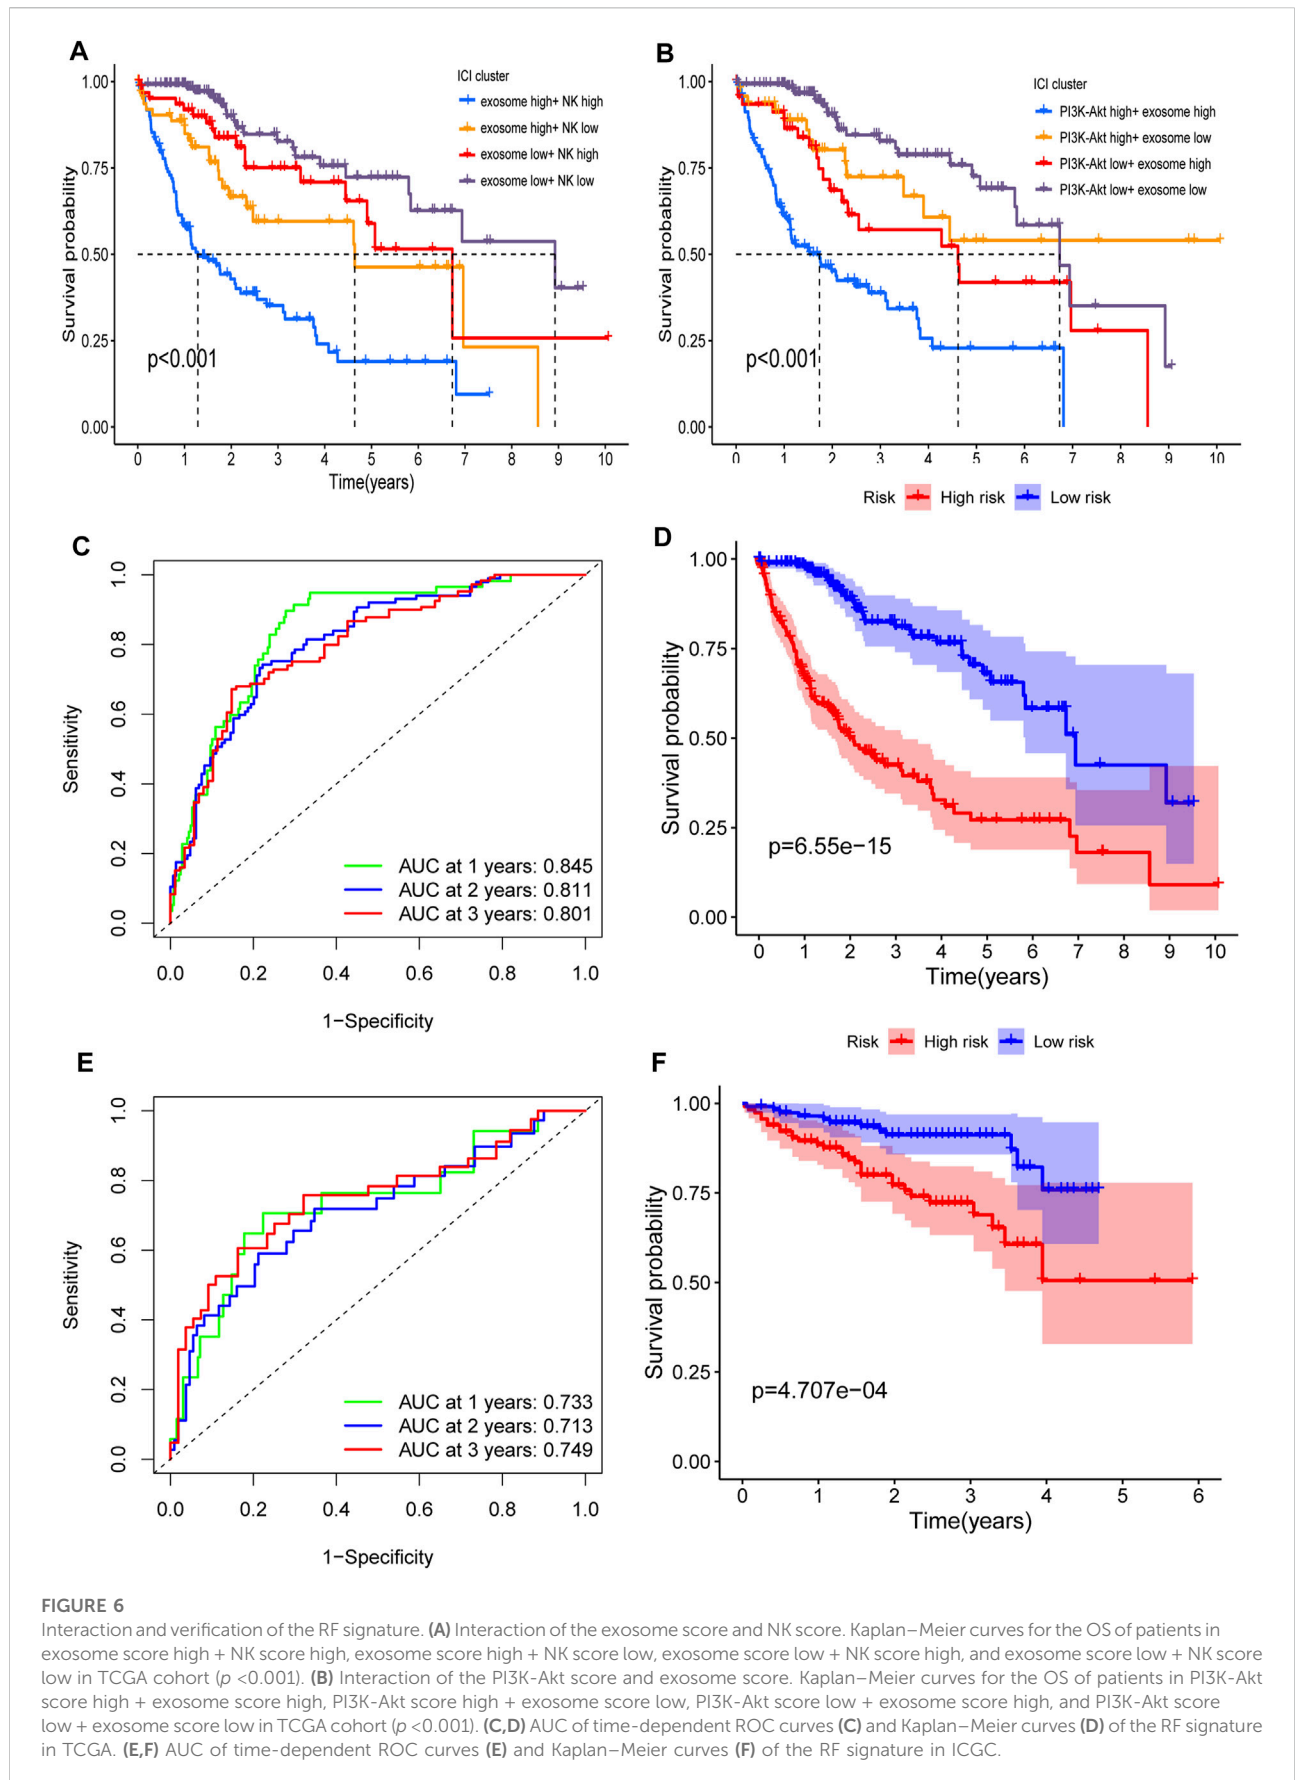 A
ICI cluster
exosome high+ NK high
exosome high+ NK low
exosome low+ NK high
exosome low+ NK low
Survival probability
1.00
0.75
0.50
0.25
0.00
p<0.001
0 1 2 3 4 5 6 7 8 9 10
Time(years)
B
ICI cluster
PI3K-Akt high+ exosome high
PI3K-Akt high+ exosome low
PI3K-Akt low+ exosome high
PI3K-Akt low+ exosome low
Survival probability
1.00
0.75
0.50
0.25
0.00
p<0.001
0 1 2 3 4 5 6 7 8 9 10
C
Sensitivity
1.0
0.8
0.6
0.4
0.2
0.0
AUC at 1 years: 0.845
AUC at 2 years: 0.811
AUC at 3 years: 0.801
0.0 0.2 0.4 0.6 0.8 1.0
1−Specificity
Risk High risk Low risk
D
Survival probability
1.00
0.75
0.50
0.25
0.00
p=6.55e−15
0 1 2 3 4 5 6 7 8 9 10
Time(years)
E
Sensitivity
1.0
0.8
0.6
0.4
0.2
0.0
AUC at 1 years: 0.733
AUC at 2 years: 0.713
AUC at 3 years: 0.749
0.0 0.2 0.4 0.6 0.8 1.0
1−Specificity
Risk High risk Low risk
F
Survival probability
1.00
0.75
0.50
0.25
0.00
p=4.707e−04
0 1 2 3 4 5 6
Time(years)
FIGURE 6
Interaction and verification of the RF signature. (A) Interaction of the exosome score and NK score. Kaplan–Meier curves for the OS of patients in
exosome score high + NK score high, exosome score high + NK score low, exosome score low + NK score high, and exosome score low + NK score
low in TCGA cohort (p <0.001). (B) Interaction of the PI3K-Akt score and exosome score. Kaplan–Meier curves for the OS of patients in PI3K-Akt
score high + exosome score high, PI3K-Akt score high + exosome score low, PI3K-Akt score low + exosome score high, and PI3K-Akt score
low + exosome score low in TCGA cohort (p <0.001). (C,D) AUC of time-dependent ROC curves (C) and Kaplan–Meier curves (D) of the RF signature
in TCGA. (E,F) AUC of time-dependent ROC curves (E) and Kaplan–Meier curves (F) of the RF signature in ICGC.